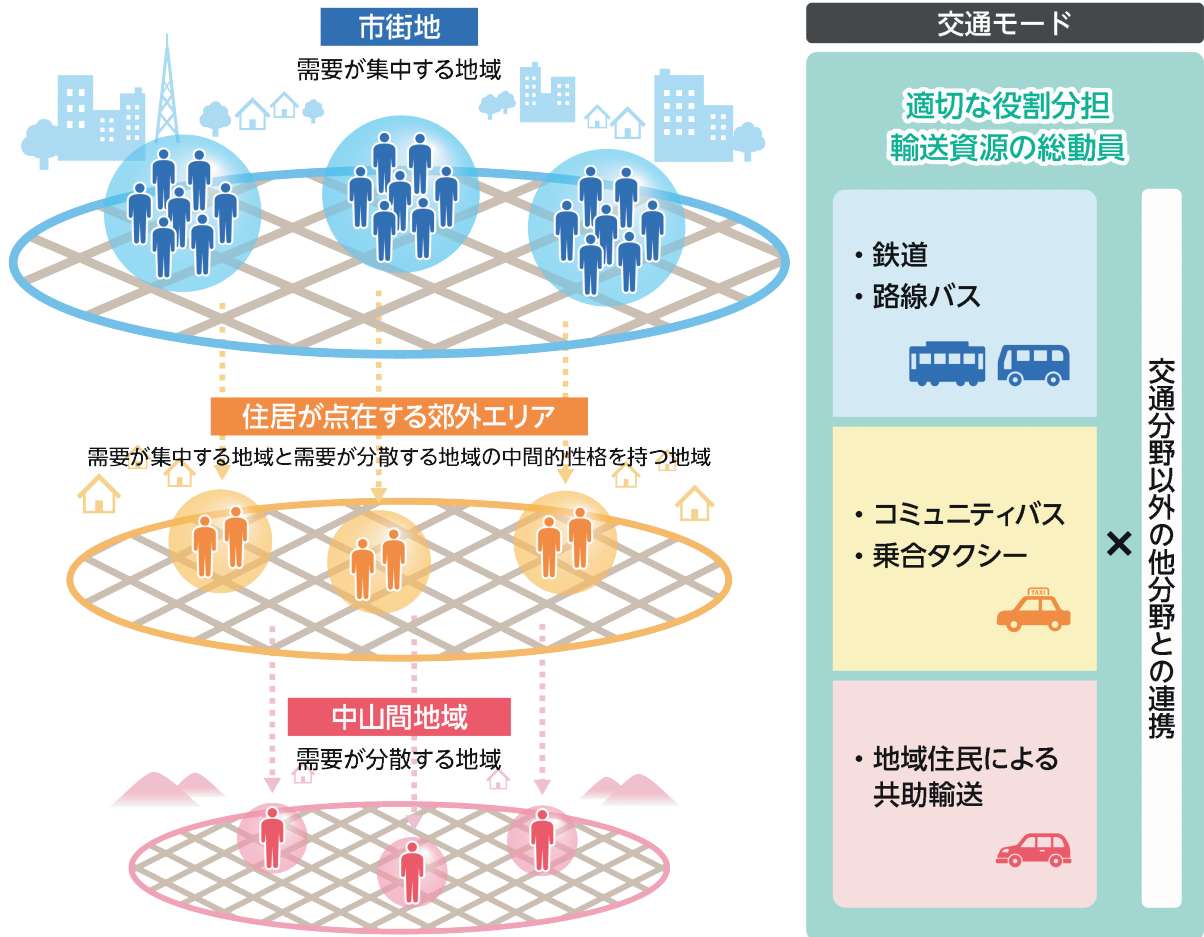 市街地
需要が集中する地域
住居が点在する郊外エリア
需要が集中する地域と需要が分散する地域の中間的性格を持つ地域
中山間地域
需要が分散する地域
交通モード
適切な役割分担
輸送資源の総動員
・鉄道
・路線バス
・コミュニティバス
・乗合タクシー
TAXI
・地域住民による
共助輸送
×
交通分野以外の他分野との連携